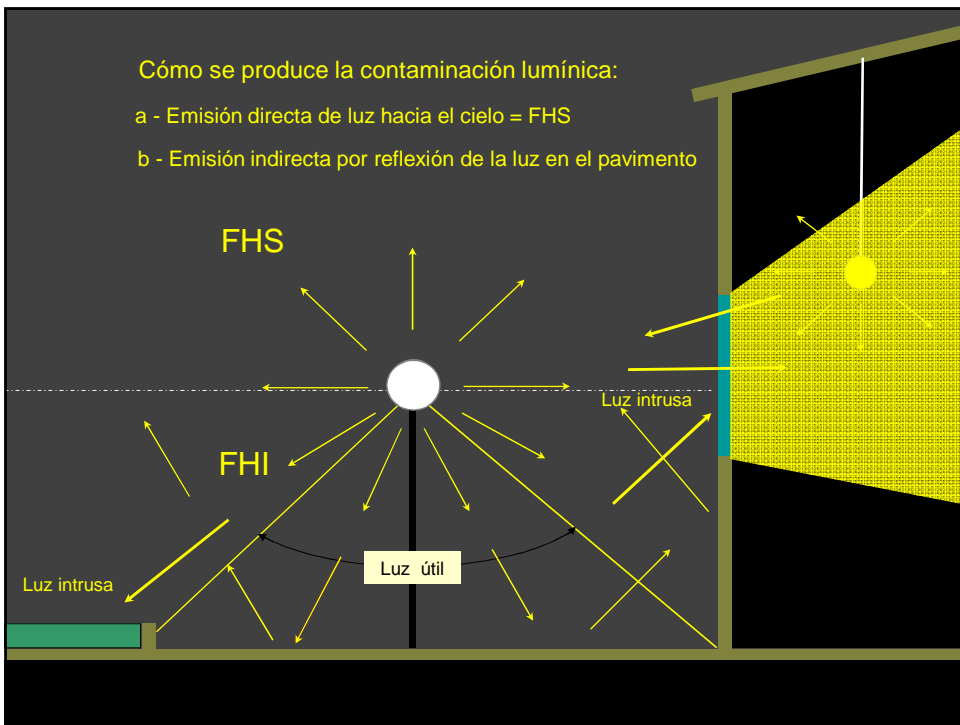 Cómo se produce la contaminación lumínica:
a - Emisión directa de luz hacia el cielo = FHS
b - Emisión indirecta por reflexión de la luz en el pavimento
FHS
Luz intrusa
FHI
Luz útil
Luz intrusa